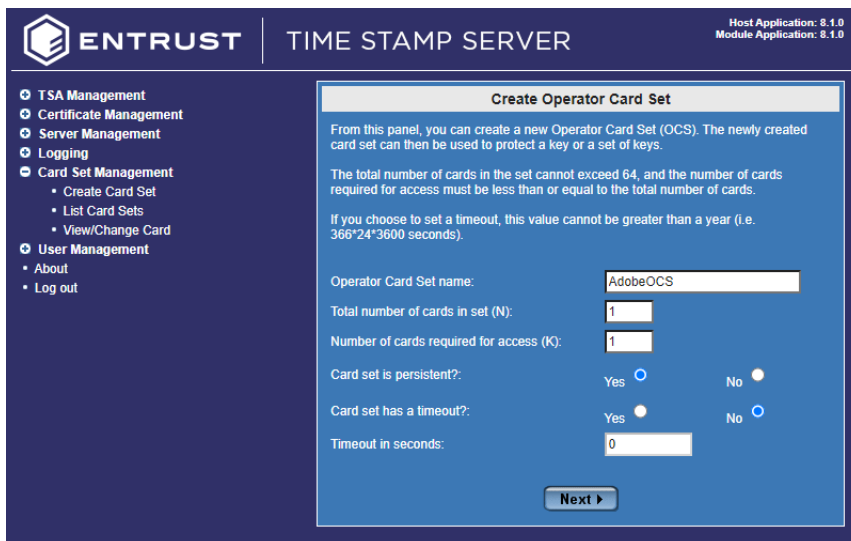 ENTRUST
TIME STAMP SERVER
Host Application: 8.1.0
Module Application: 8.1.0
TSA Management
Certificate Management
Server Management
Logging
Card Set Management
Create Card Set
List Card Sets
View/Change Card
User Management
About
Log out
Create Operator Card Set
From this panel, you can create a new Operator Card Set (OCS). The newly created
card set can then be used to protect a key or a set of keys.
The total number of cards in the set cannot exceed 64, and the number of cards
required for access must be less than or equal to the total number of cards.
If you choose to set a timeout, this value cannot be greater than a year (i.e.
366*24*3600 seconds).
Operator Card Set name: AdobeOCS
Total number of cards in set (N): 1
Number of cards required for access (K): 1
Card set is persistent?: Yes No
Card set has a timeout?: Yes No
Timeout in seconds: 0
Next